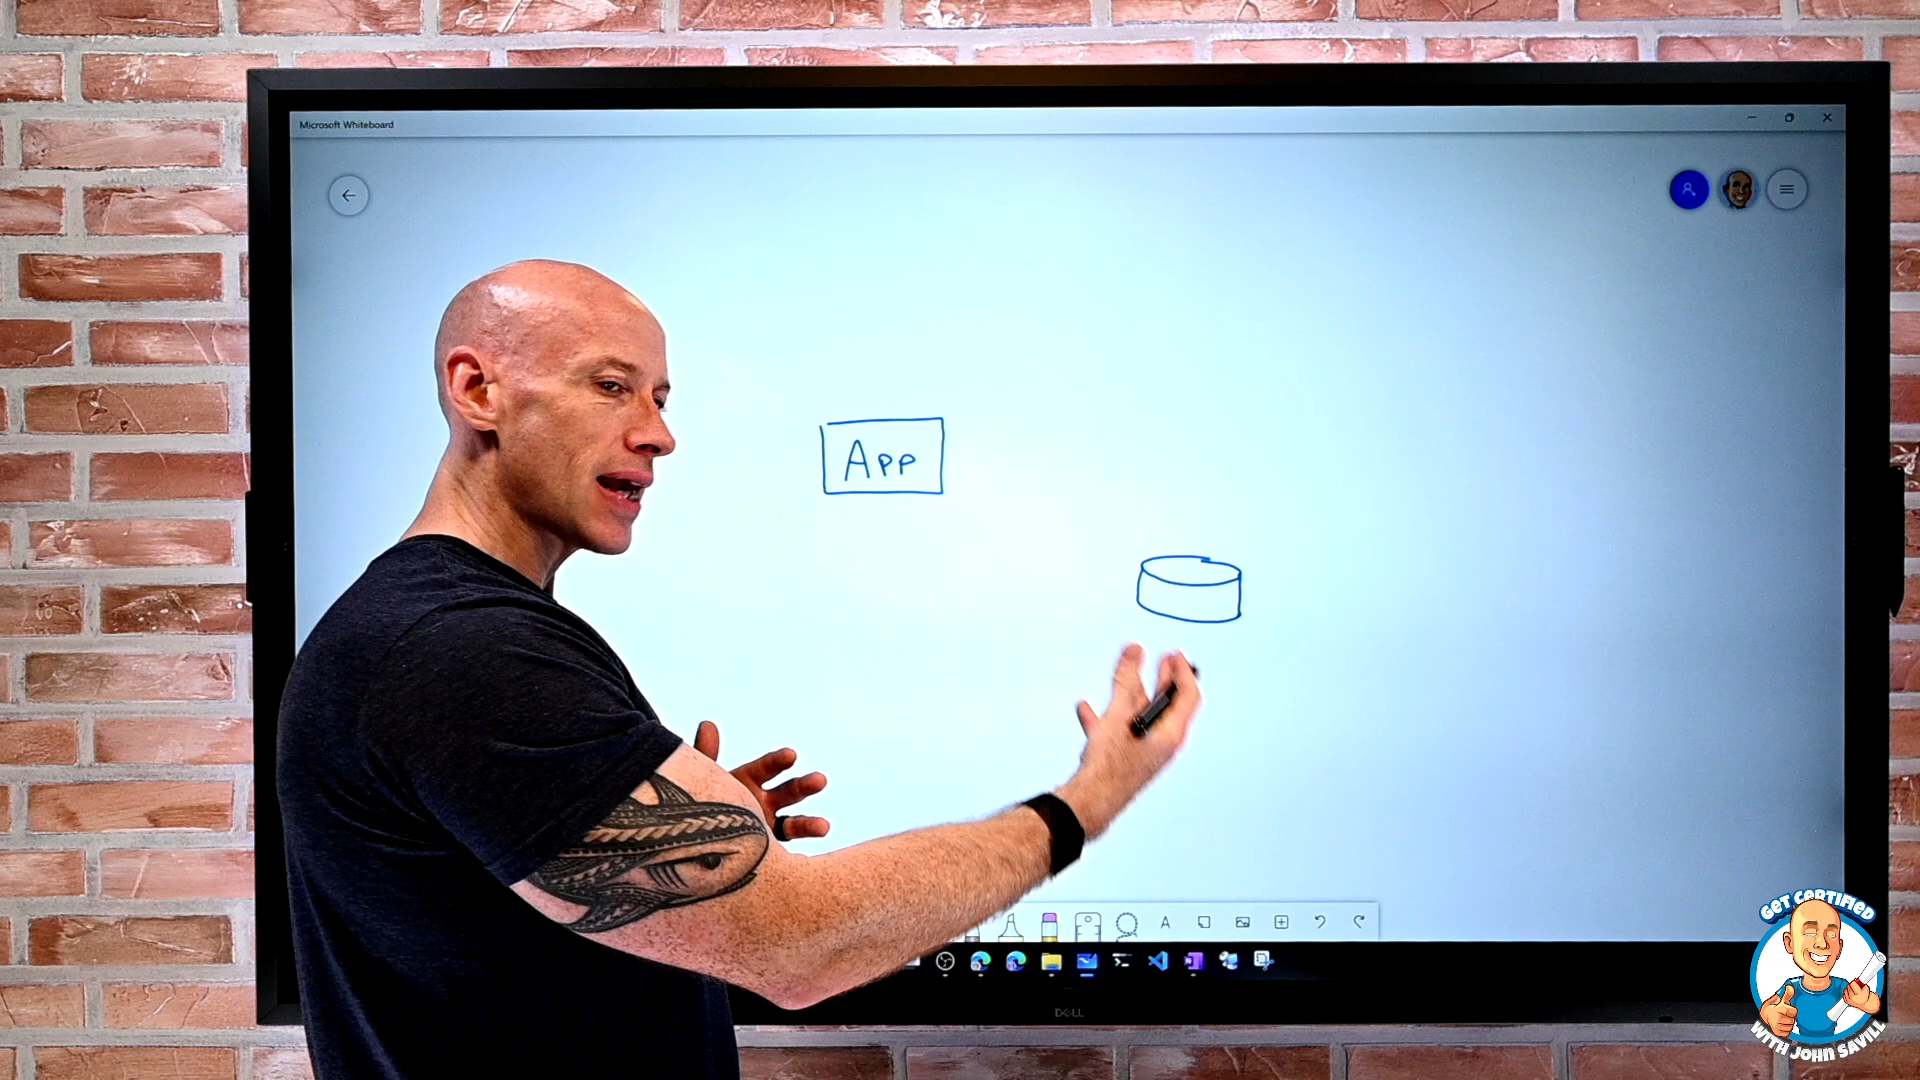 Microsoft Whiteboard
App
A
DELL
GET CERTIFIED
WITH JOHN SAVILL